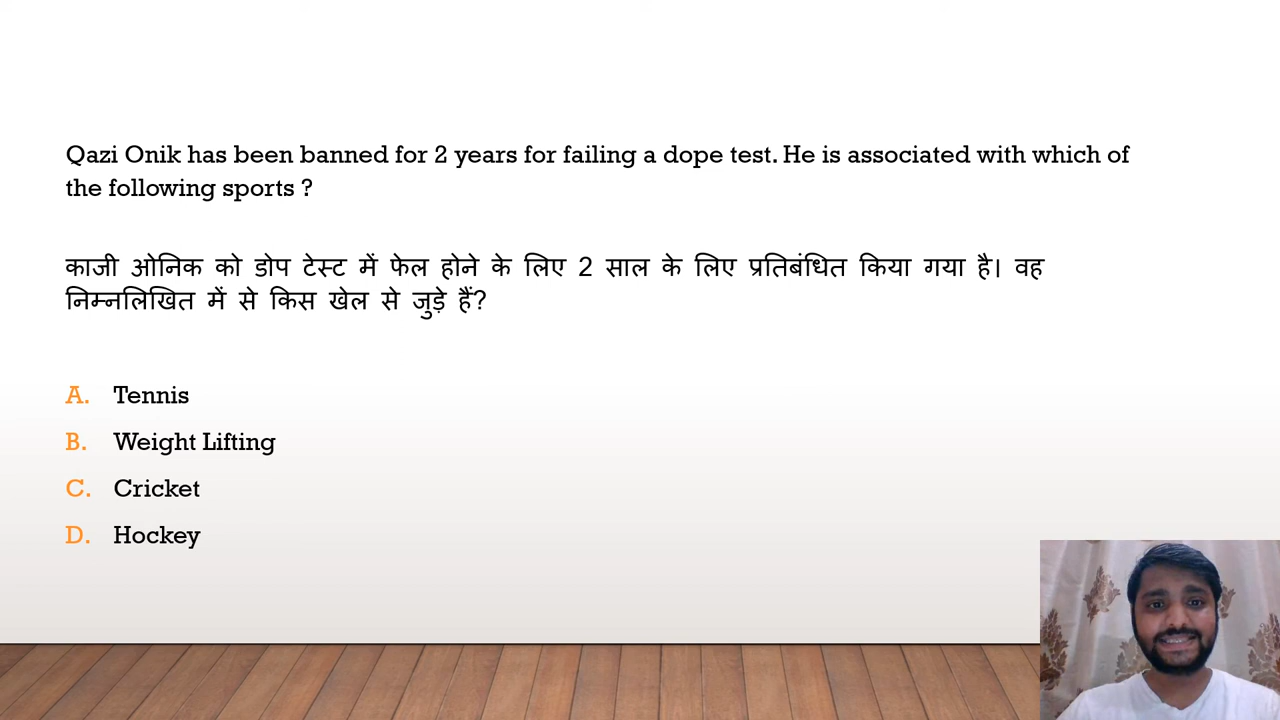 Qazi Onik has been banned for 2 years for failing a dope test. He is associated with which of
the following sports ?
काजी ओनिक को डोप टेस्ट में फेल होने के लिए 2 साल के लिए प्रतिबंधित किया गया है। वह
निम्नलिखित में से किस खेल से जुड़े हैं?
A. Tennis
B. Weight Lifting
C. Cricket
D. Hockey